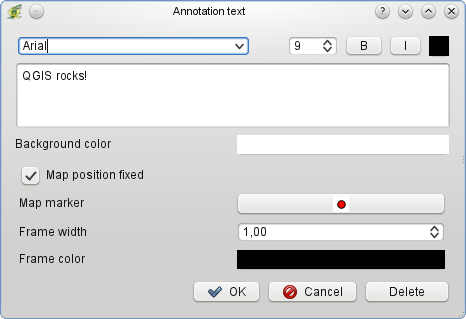 Annotation text
Arial 9 B I
QGIS rocks!
Background color
Map position fixed
Map marker
Frame width 1,00
Frame color
OK Cancel Delete